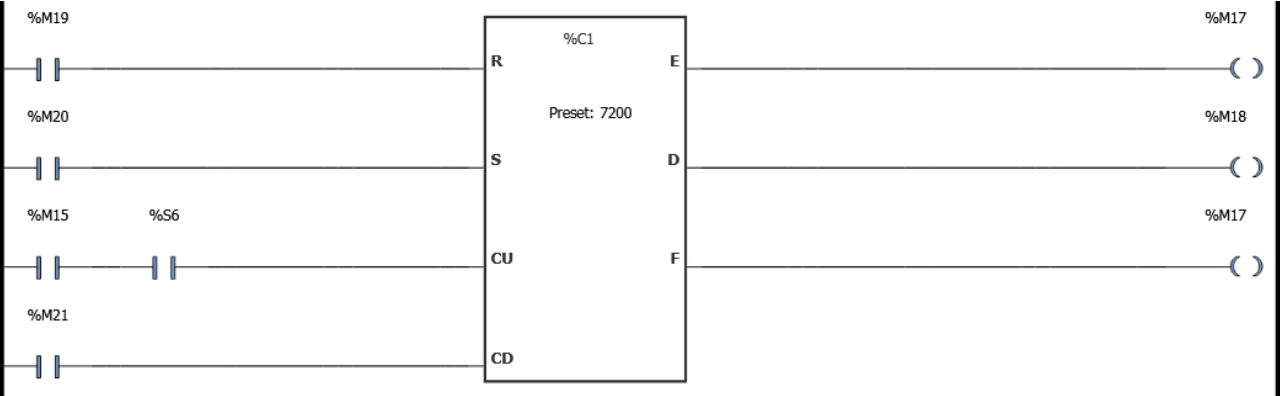 %M19 %C1 %M17
R E
%M20 Preset: 7200 %M18
S D
%M15 %S6 %M17
CU F
%M21
CD